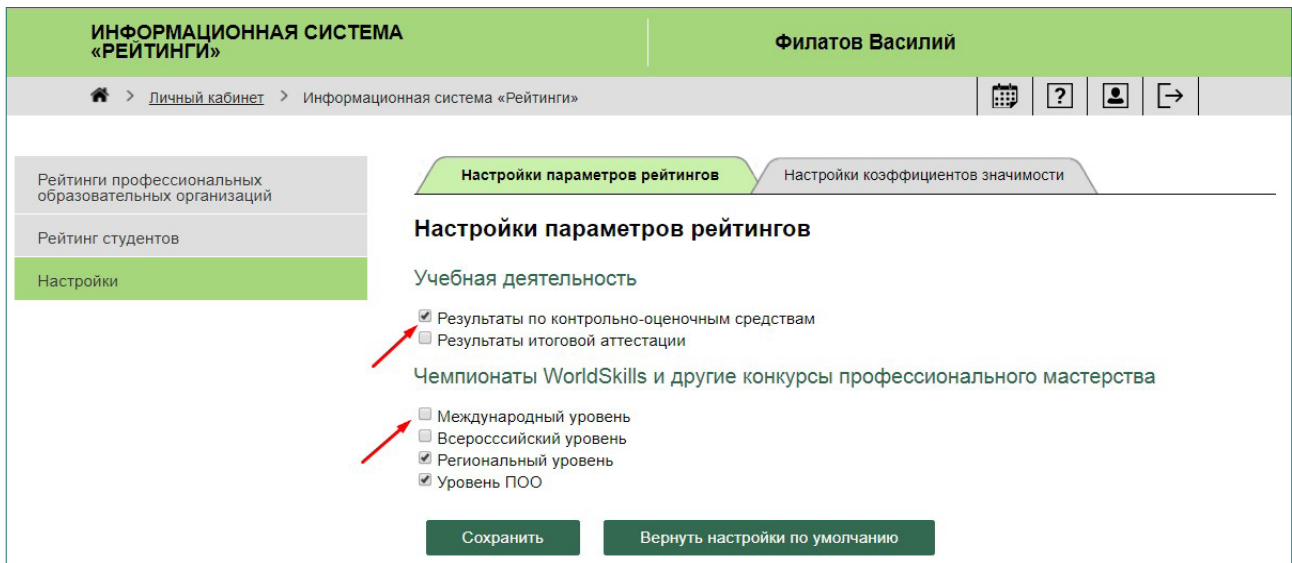 ИНФОРМАЦИОННАЯ СИСТЕМА
«РЕЙТИНГИ»
Филатов Василий
> Личный кабинет > Информационная система «Рейтинги»
?
Рейтинги профессиональных
образовательных организаций
Рейтинг студентов
Настройки
Настройки параметров рейтингов
Настройки коэффициентов значимости
Настройки параметров рейтингов
Учебная деятельность
Результаты по контрольно-оценочным средствам
Результаты итоговой аттестации
Чемпионаты WorldSkills и другие конкурсы профессионального мастерства
Международный уровень
Всеросссийский уровень
Региональный уровень
Уровень ПОО
Сохранить
Вернуть настройки по умолчанию